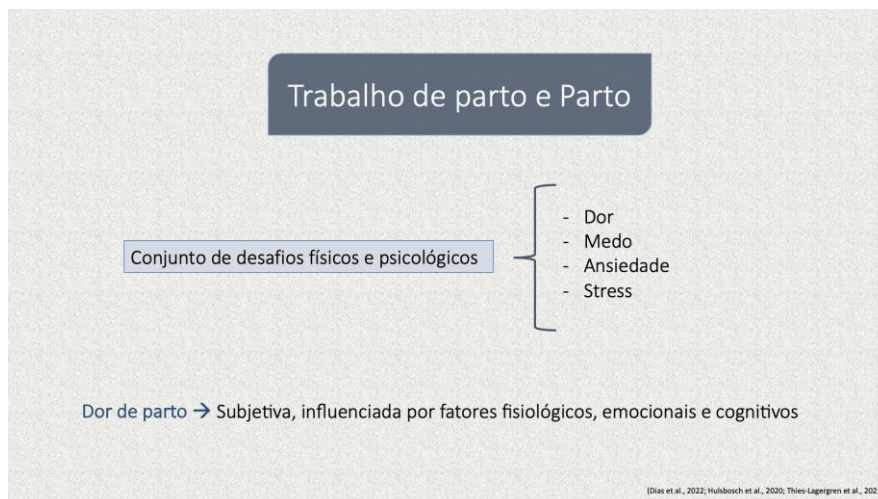 Trabalho de parto e Parto
Conjunto de desafios físicos e psicológicos
- Dor
- Medo
- Ansiedade
- Stress
Dor de parto → Subjetiva, influenciada por fatores fisiológicos, emocionais e cognitivos
(Dias et al., 2022; Hulsbosch et al., 2020; Thies-Lagergren et al., 202